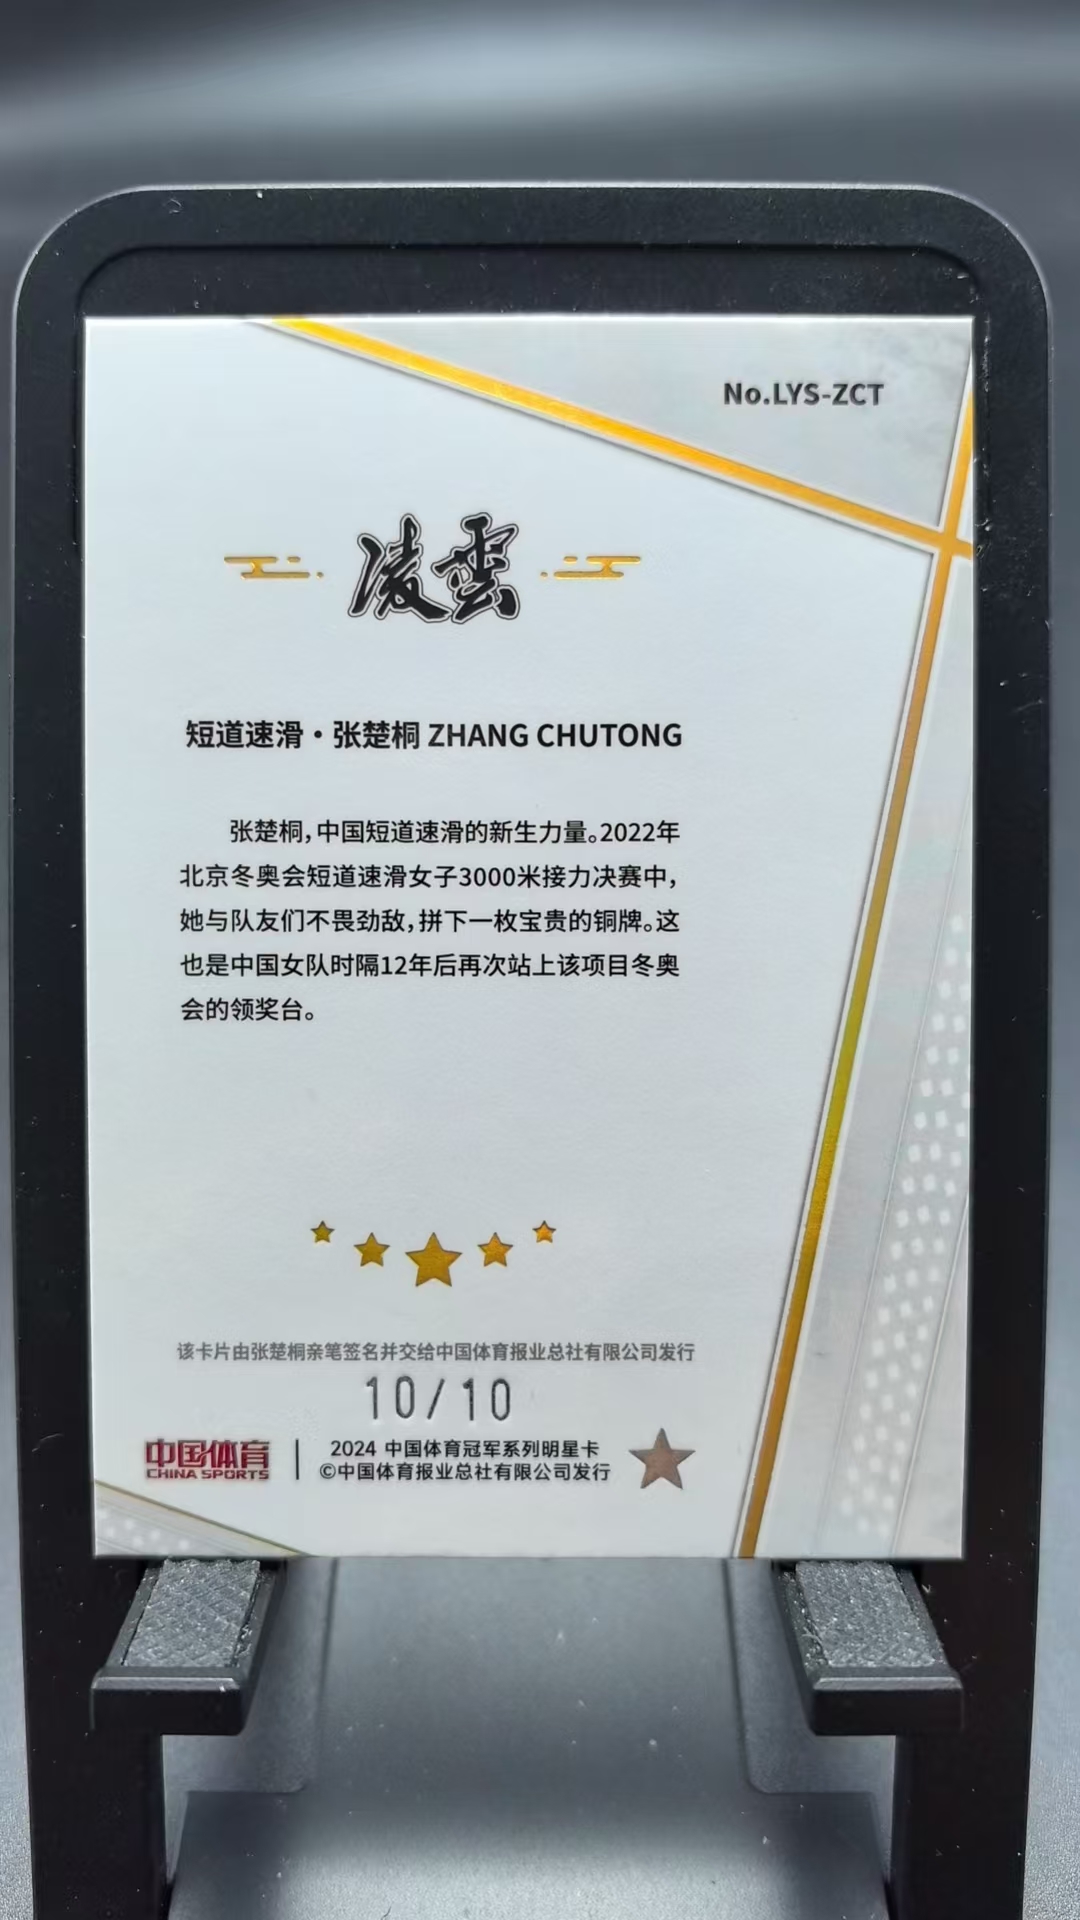 No.LYS-ZCT
凌雲
短道速滑·张楚桐 ZHANG CHUTONG
张楚桐，中国短道速滑的新生力量。2022年
北京冬奥会短道速滑女子3000米接力决赛中，
她与队友们不畏劲敌，拼下一枚宝贵的铜牌。这
也是中国女队时隔12年后再次站上该项目冬奥
会的领奖台。
该卡片由张楚桐亲笔签名并交给中国体育报业总社有限公司发行
10/10
中国体育
CHINA SPORTS
2024 中国体育冠军系列明星卡
©中国体育报业总社有限公司发行